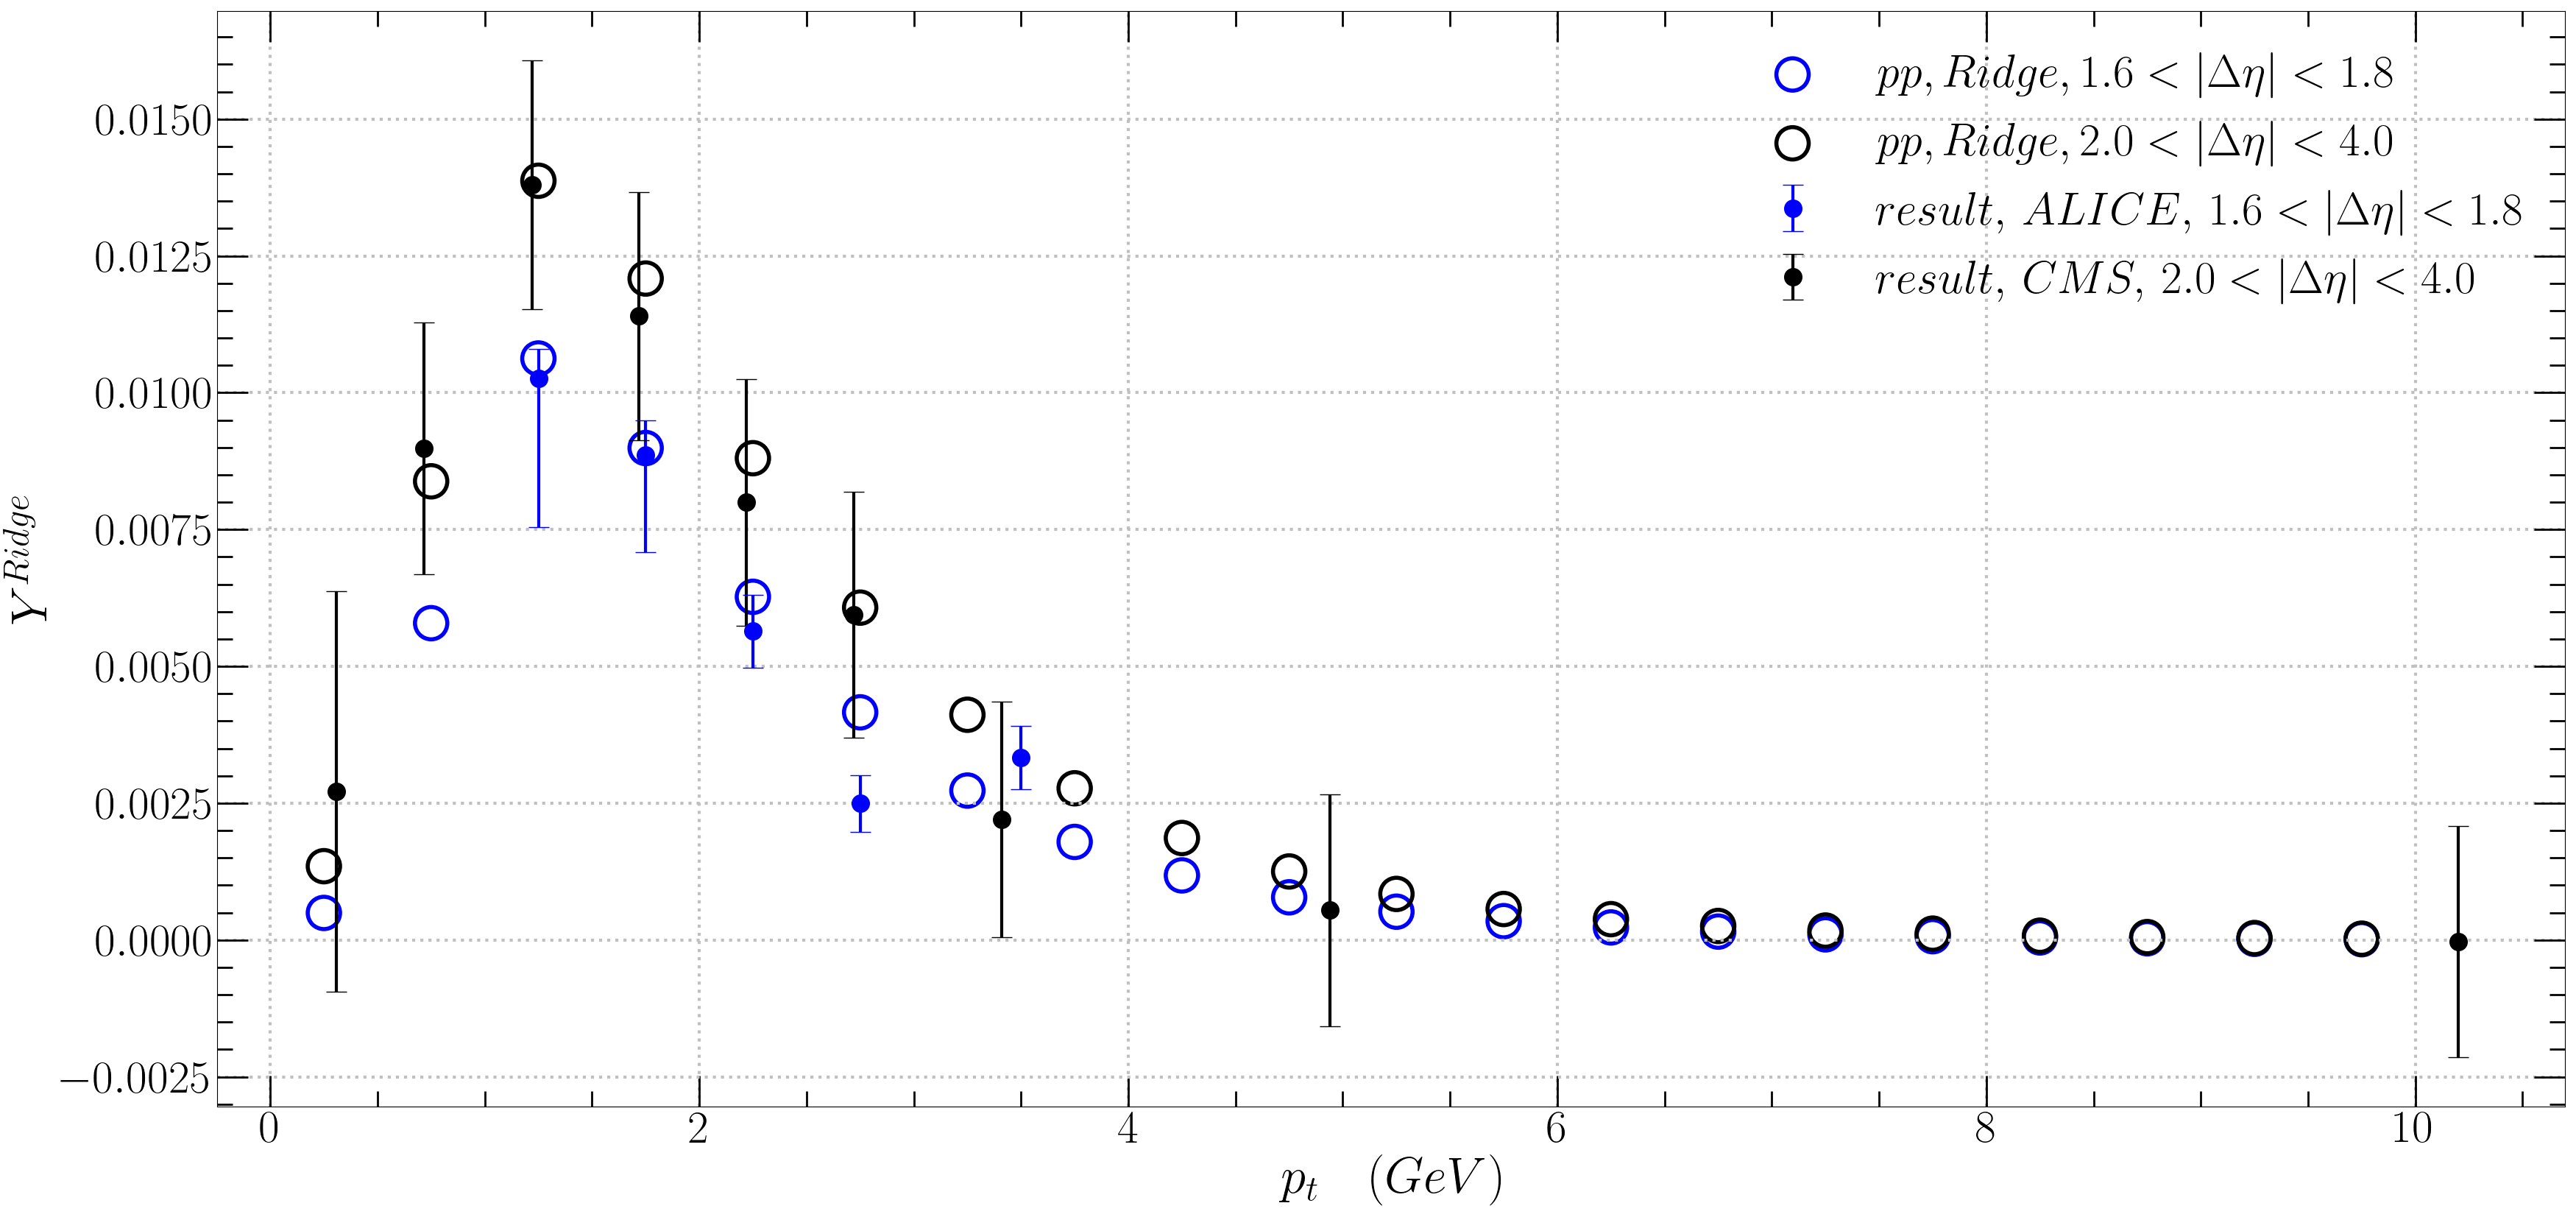 pp, Ridge, 1.6 < |Δη| < 1.8
pp, Ridge, 2.0 < |Δη| < 4.0
result, ALICE, 1.6 < |Δη| < 1.8
result, CMS, 2.0 < |Δη| < 4.0
0.0150
0.0125
0.0100
0.0075
0.0050
0.0025
0.0000
−0.0025
Y^{Ridge}
0 2 4 6 8 10
p_t (GeV)